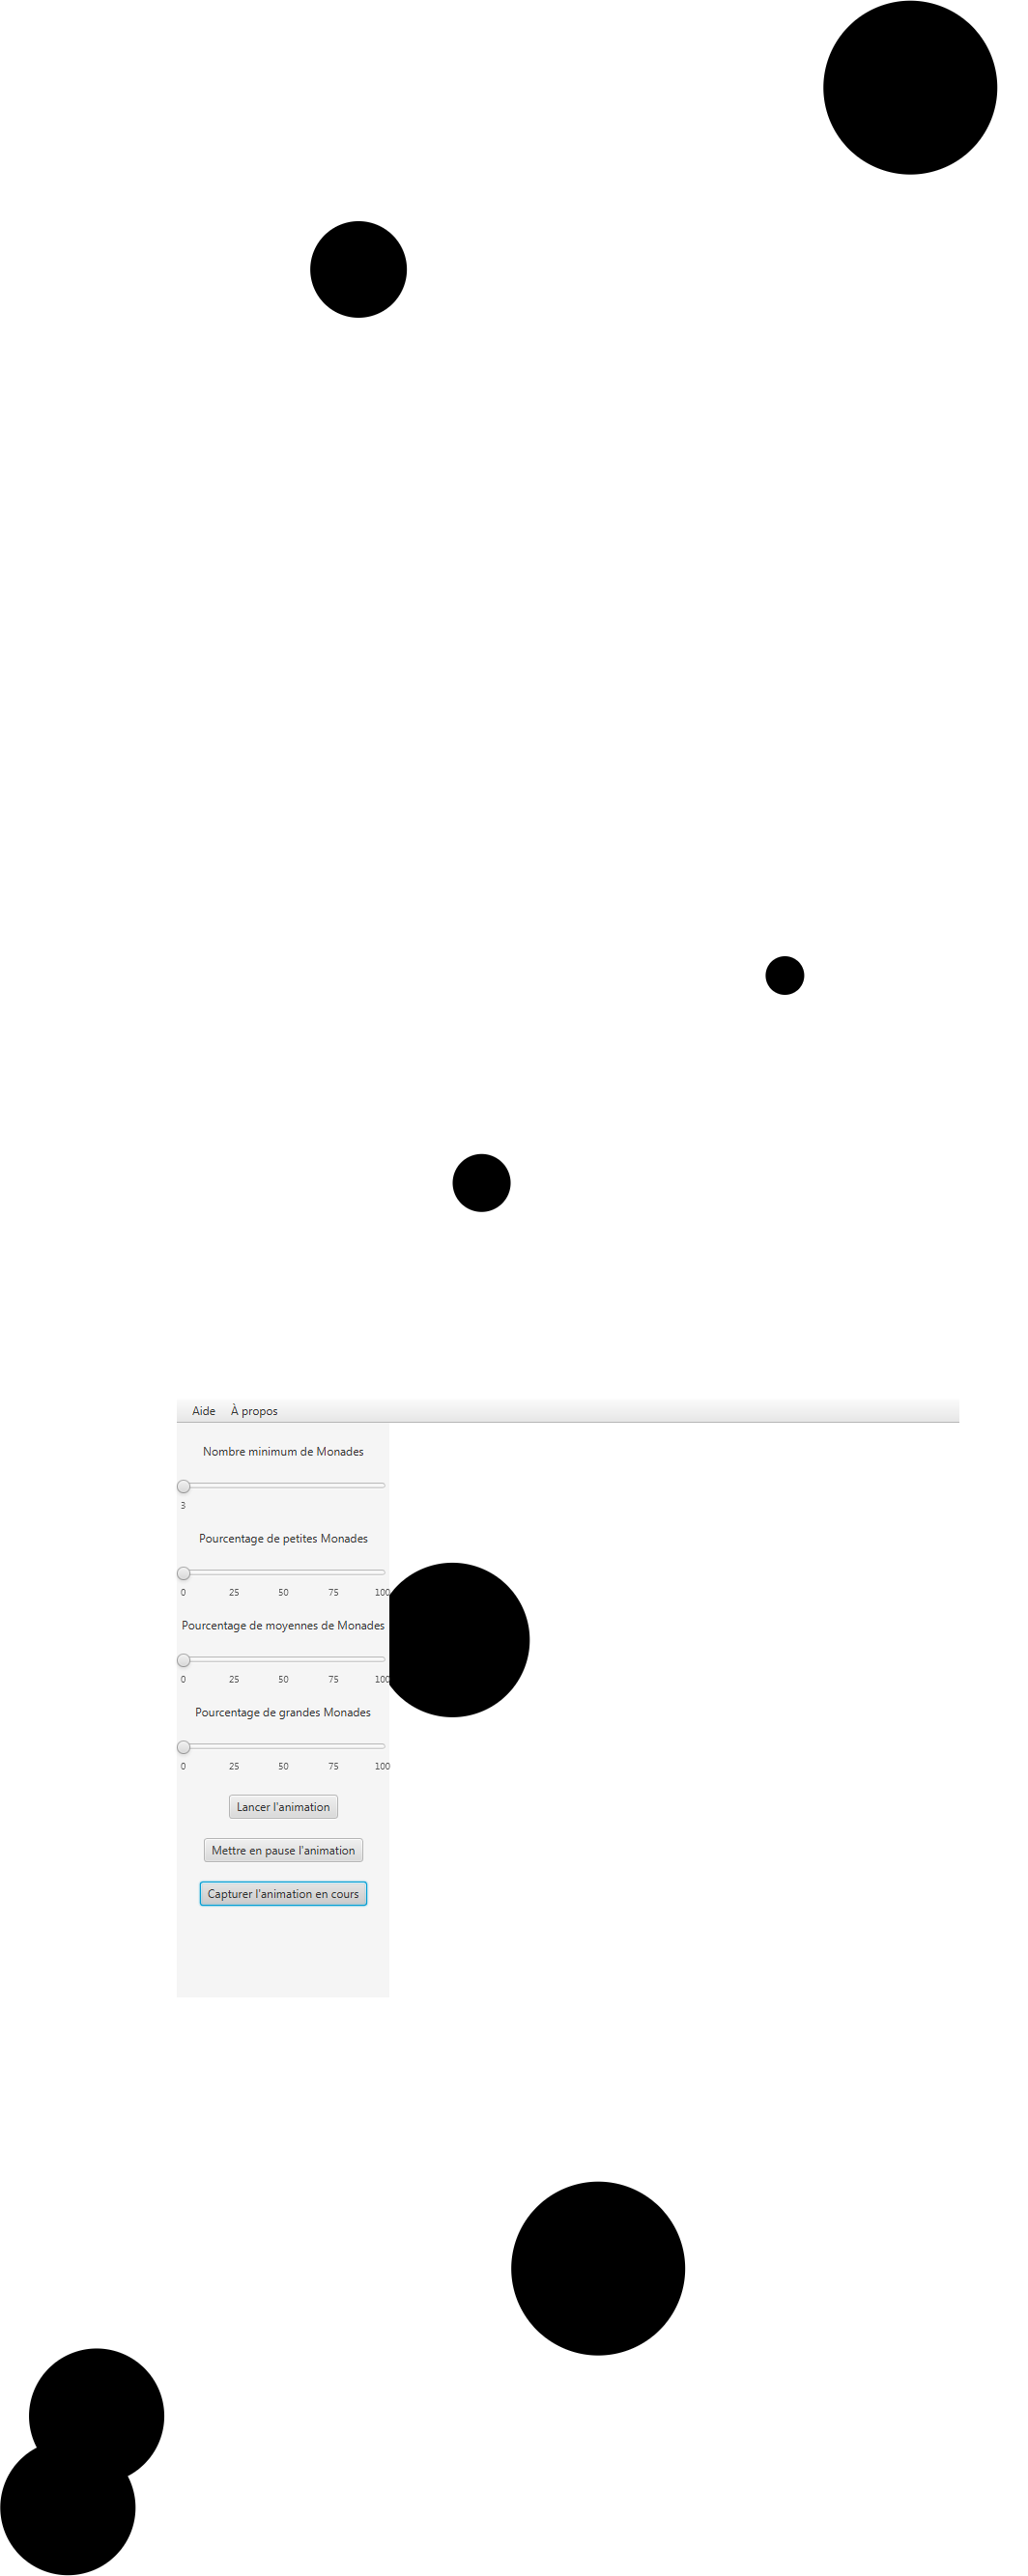 Aide À propos
Nombre minimum de Monades
3
Pourcentage de petites Monades
0 25 50 75 100
Pourcentage de moyennes de Monades
0 25 50 75 100
Pourcentage de grandes Monades
0 25 50 75 100
Lancer l'animation
Mettre en pause l'animation
Capturer l'animation en cours